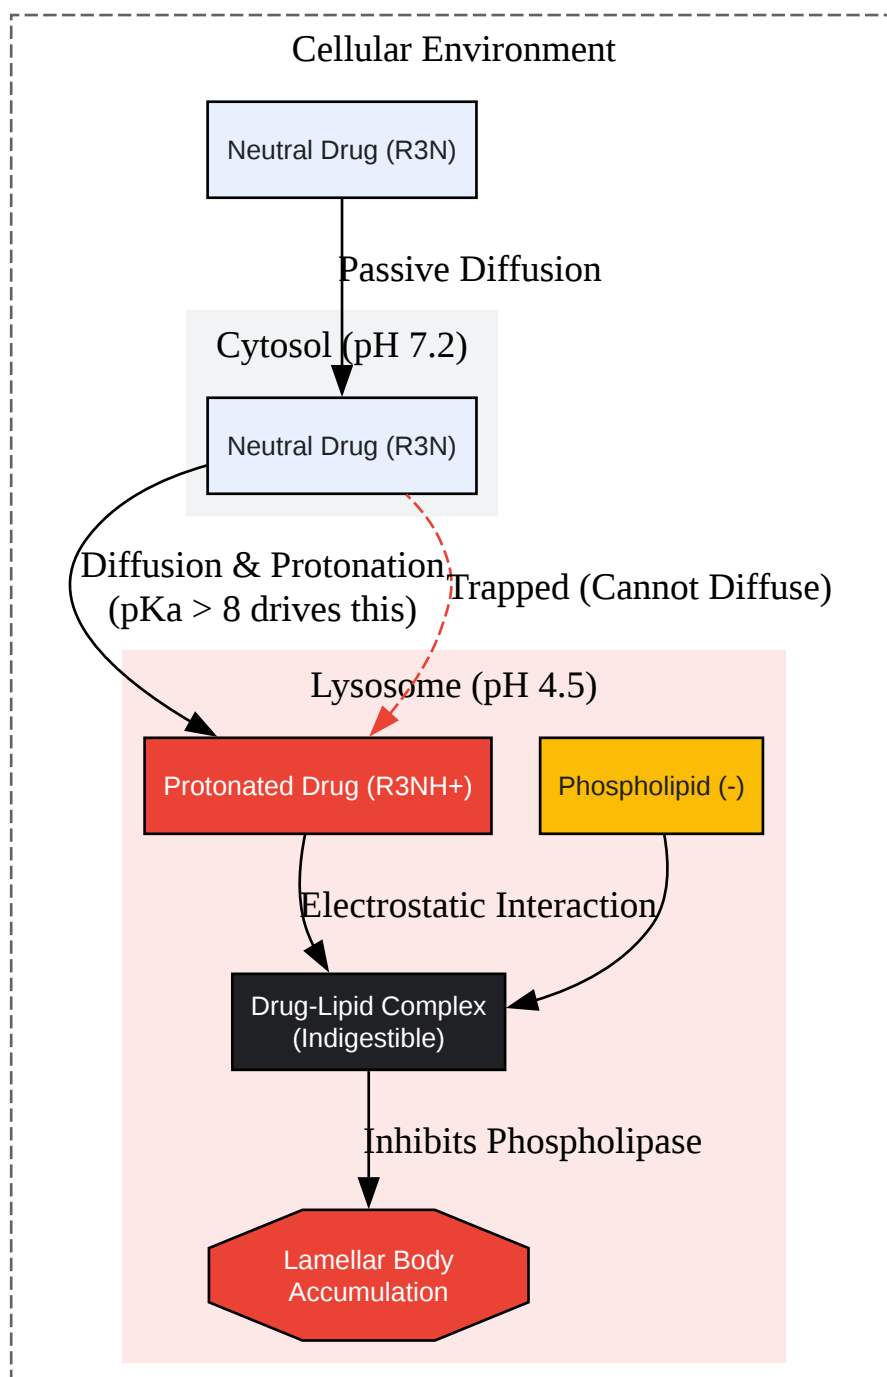 Cellular Environment
Neutral Drug (R3N)
Passive Diffusion
Cytosol (pH 7.2)
Neutral Drug (R3N)
Diffusion & Protonation
(pKa > 8 drives this)
Trapped (Cannot Diffuse)
Lysosome (pH 4.5)
Protonated Drug (R3NH+)
Phospholipid (-)
Electrostatic Interaction
Drug-Lipid Complex
(Indigestible)
Inhibits Phospholipase
Lamellar Body
Accumulation